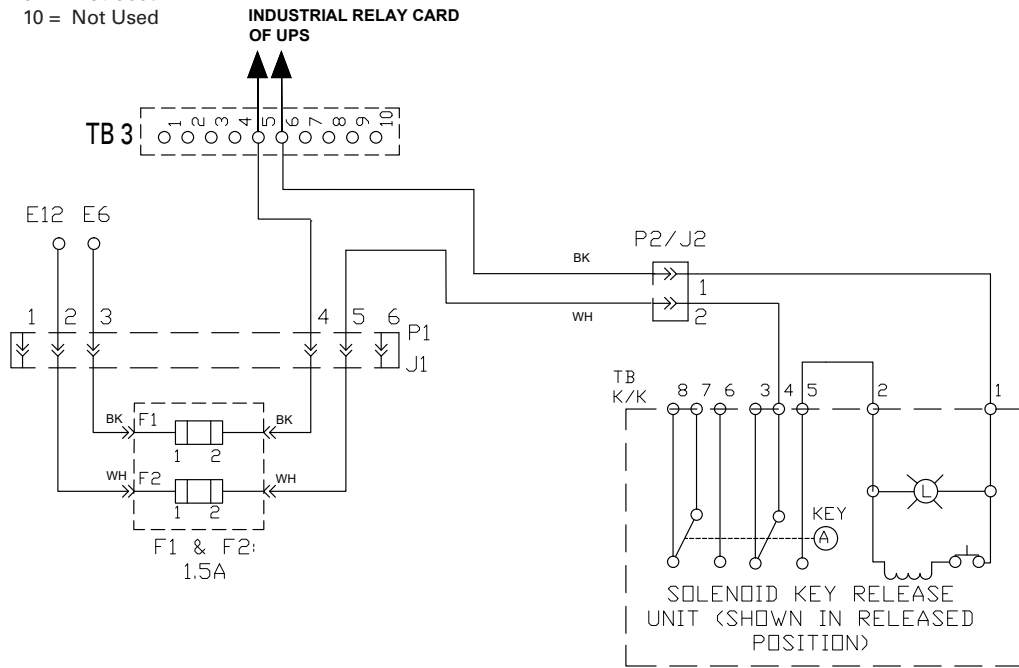 10 = Not Used
INDUSTRIAL RELAY CARD
OF UPS
TB 3
1 2 3 4 5 6 7 8 9 10
E12 E6
P2/J2
BK
1
WH
2
1 2 3 4 5 6
P1
J1
TB
K/K
8 7 6 3 4 5 2 1
BK F1 BK
1 2
WH F2 WH
1 2
L
KEY
A
F1 & F2:
1.5A
SOLENOID KEY RELEASE
UNIT (SHOWN IN RELEASED
POSITION)